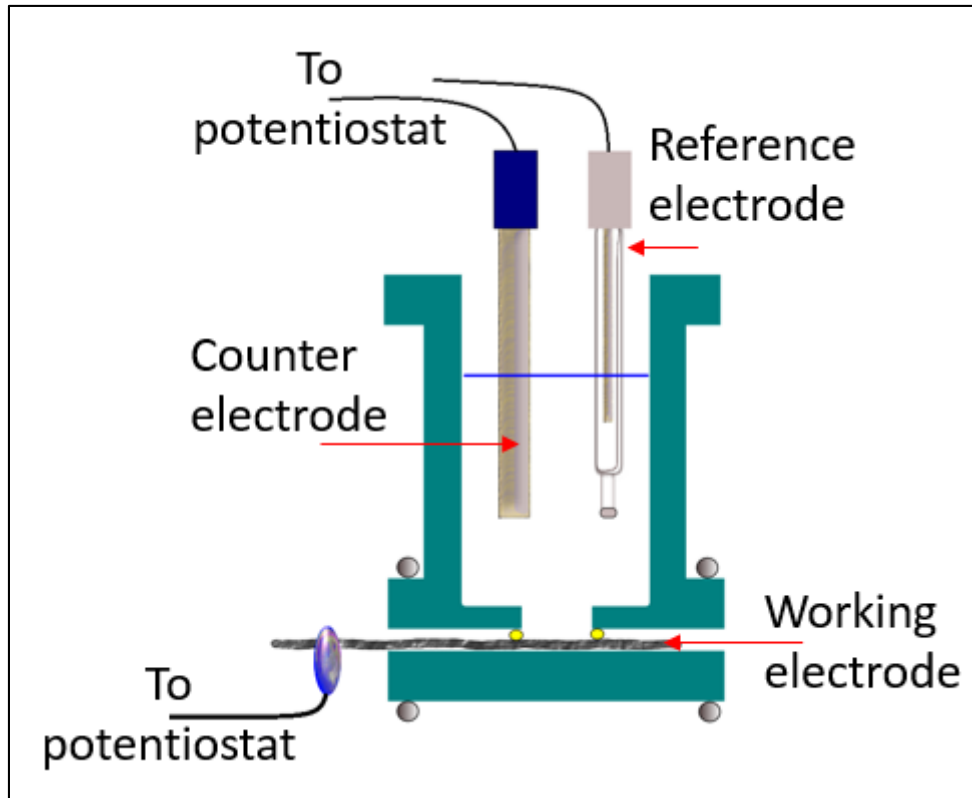 To
potentiostat
Reference
electrode
Counter
electrode
Working
electrode
To
potentiostat